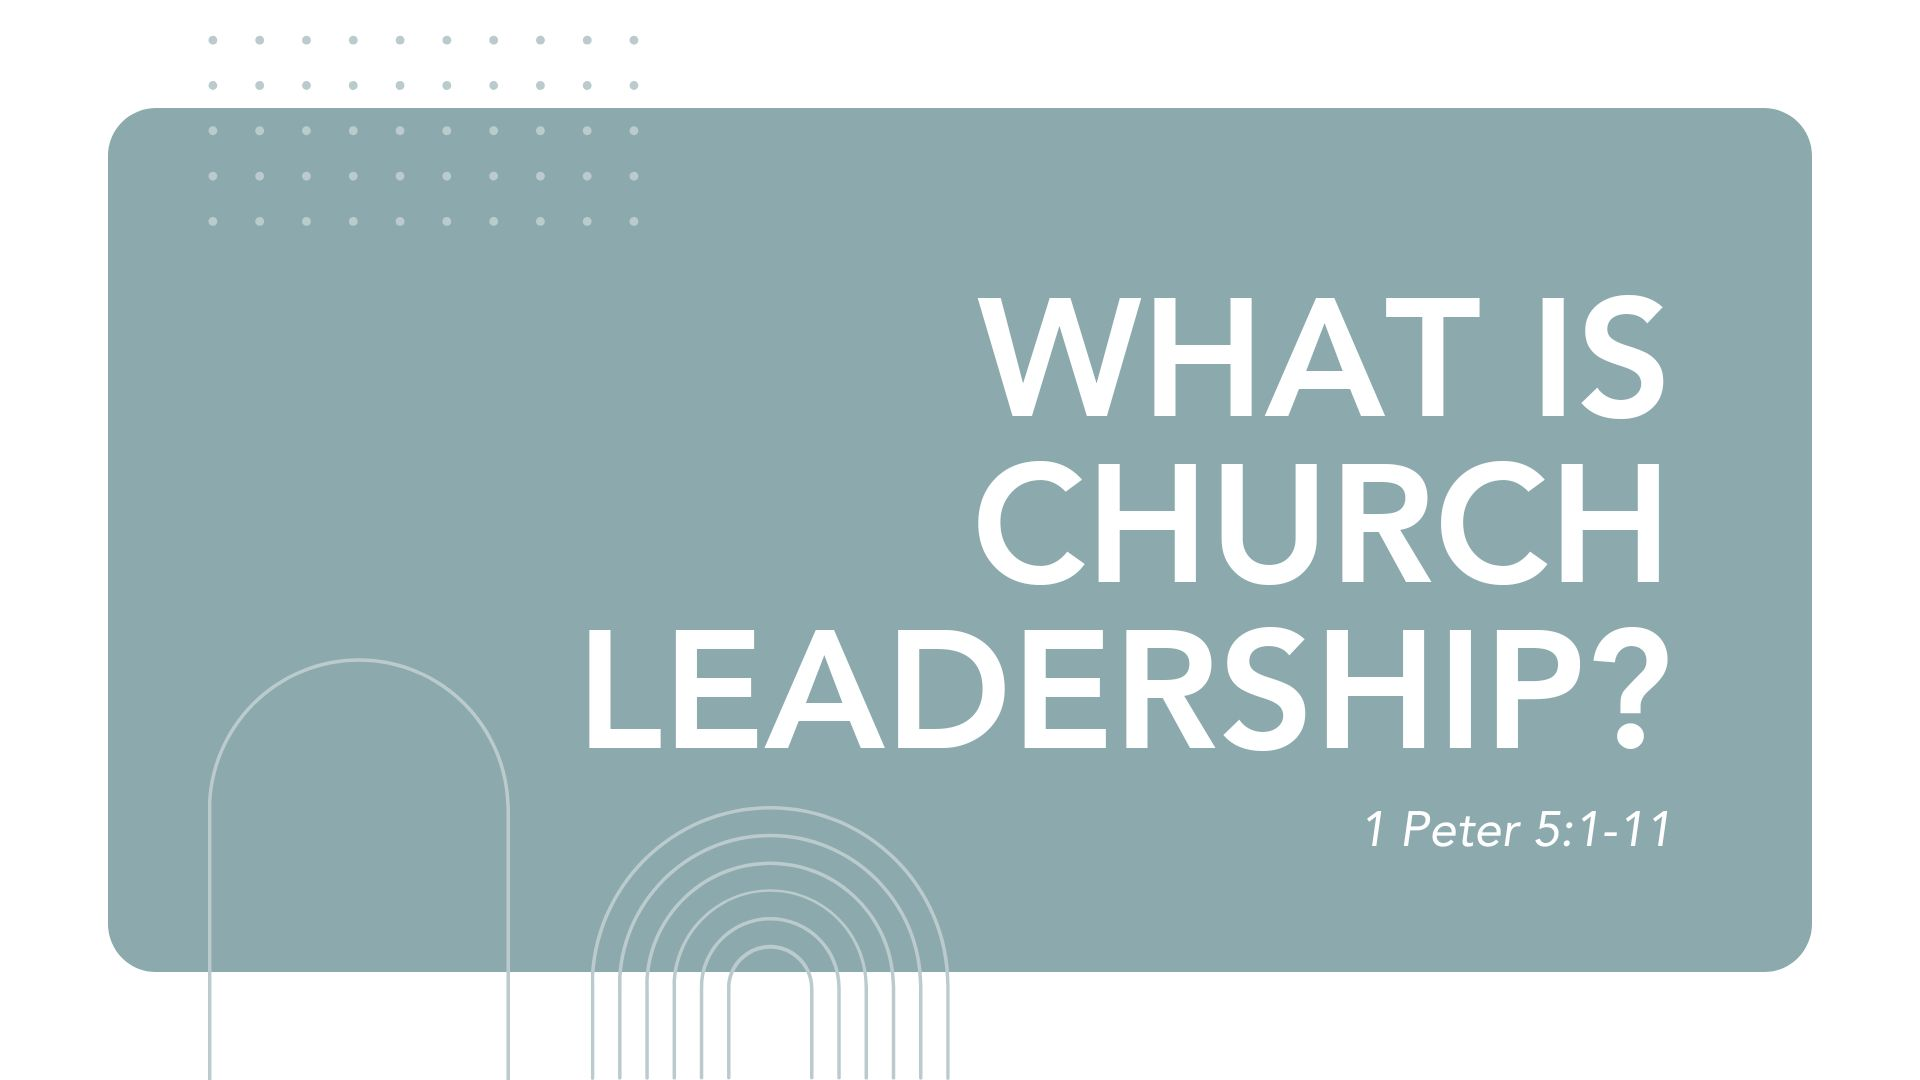 WHAT IS
CHURCH
LEADERSHIP?
1 Peter 5:1-11